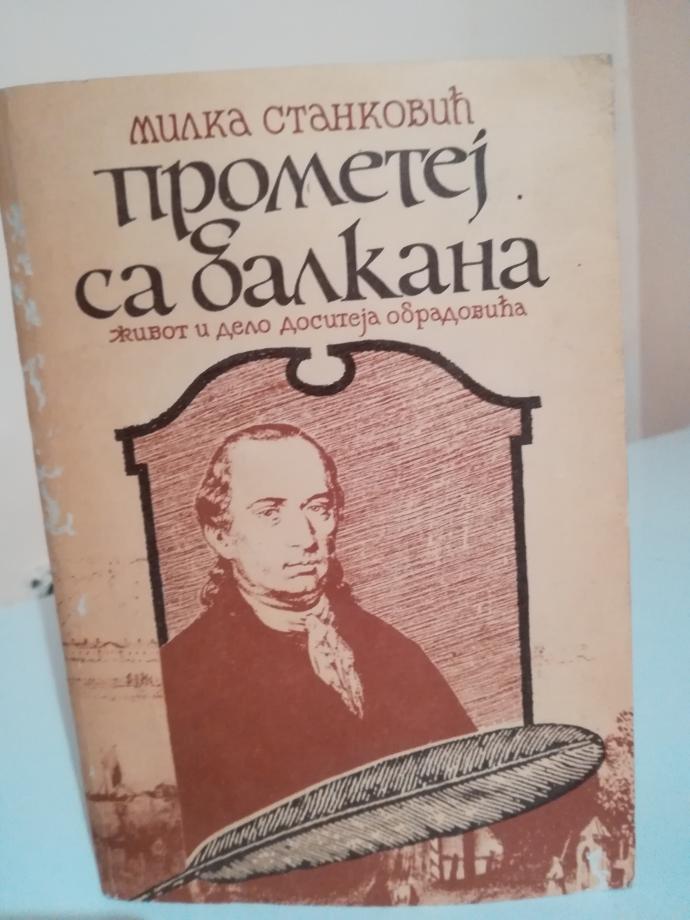 Милка Станковић
Прометеј
са Балкана
живот и дело Доситеја Обрадовића